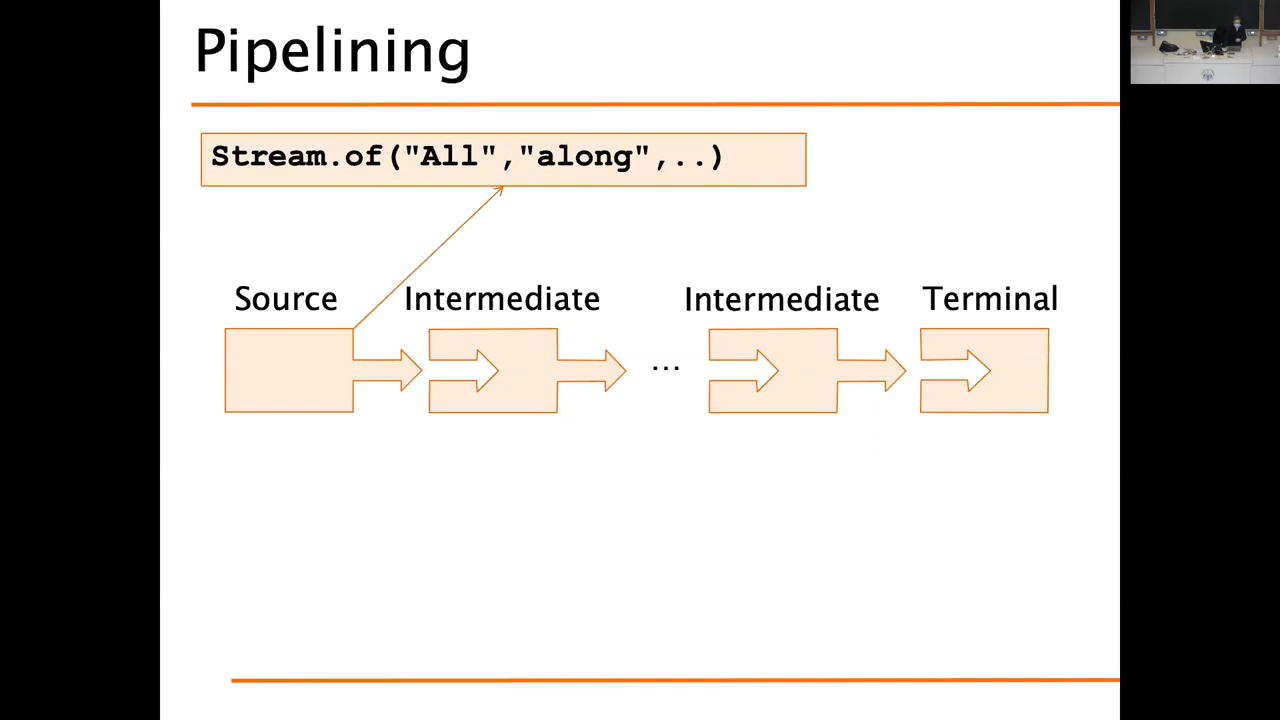 Pipelining
Stream.of("All","along",..)
Source Intermediate Intermediate Terminal
...